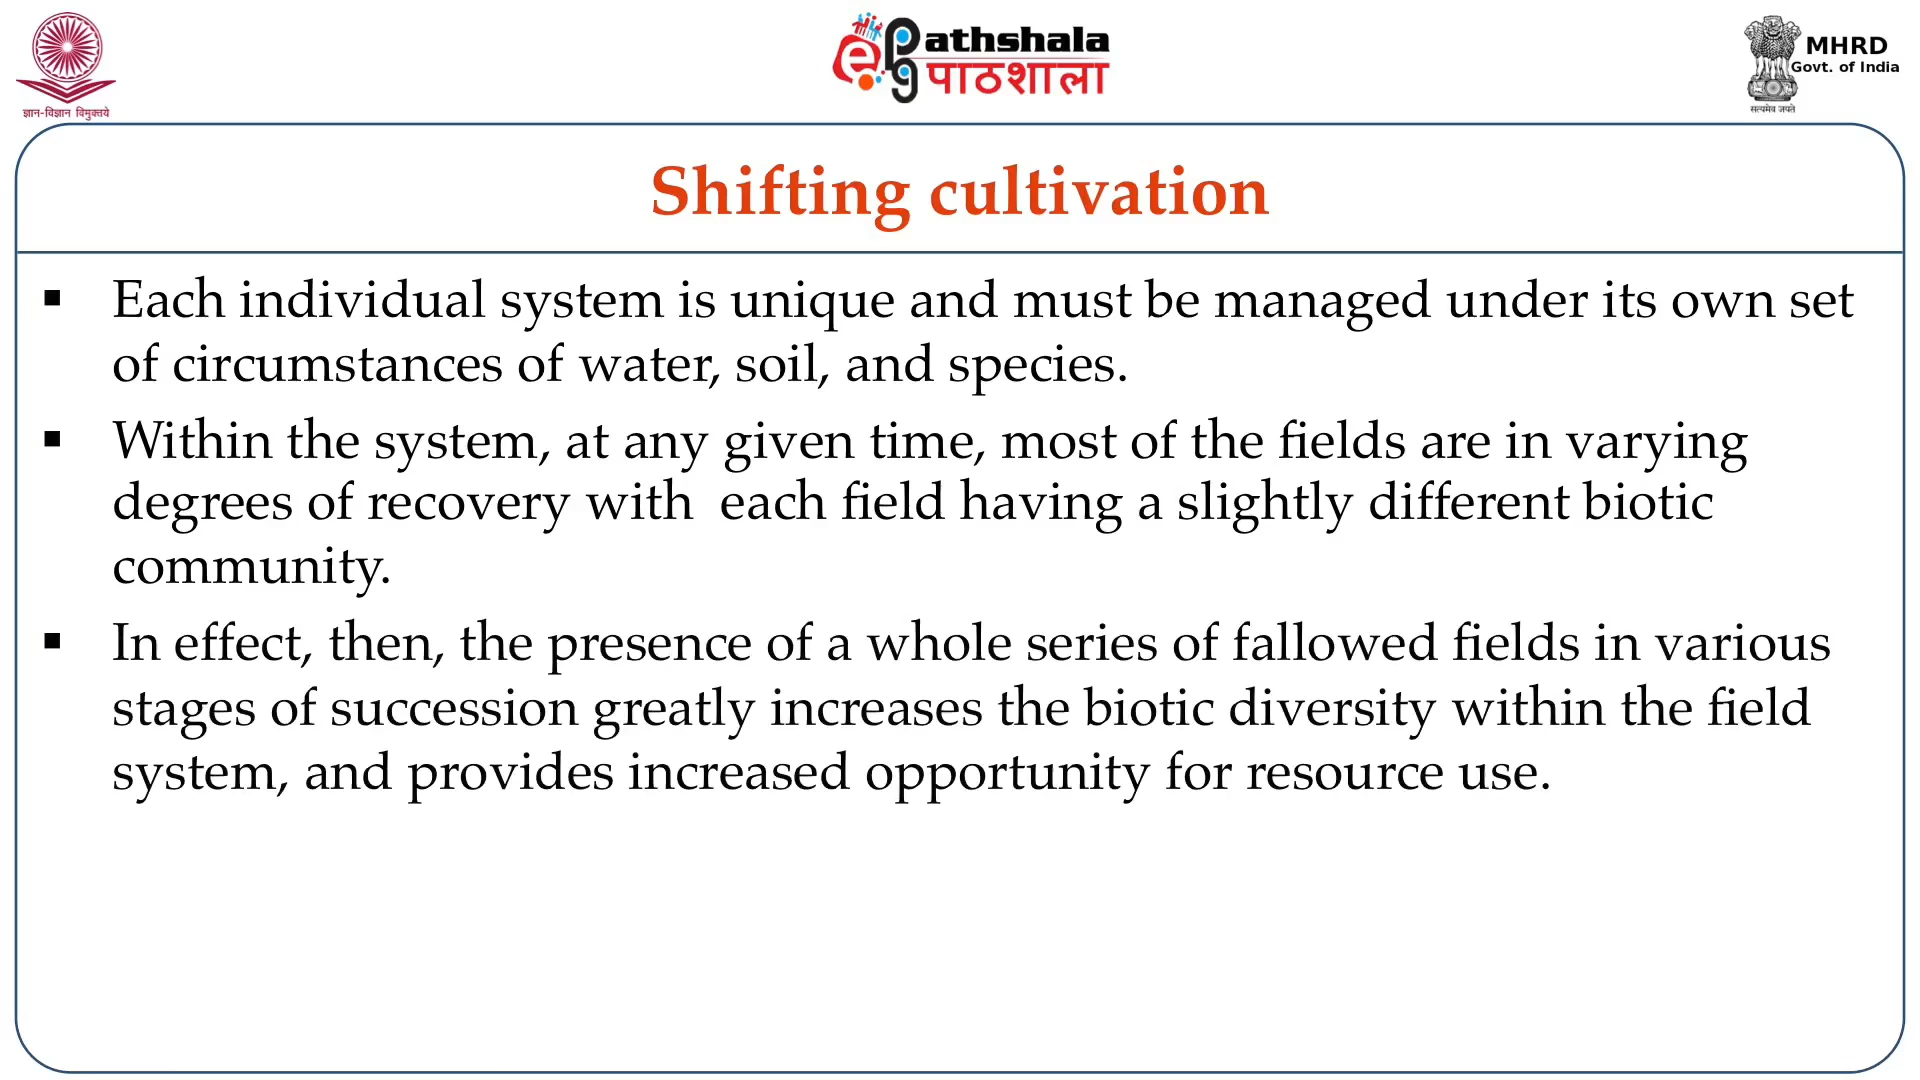 ज्ञान-विज्ञान विमुक्तये
ePathshala
pg पाठशाला
MHRD
Govt. of India
सत्यमेव जयते
Shifting cultivation
▪ Each individual system is unique and must be managed under its own set
of circumstances of water, soil, and species.
▪ Within the system, at any given time, most of the fields are in varying
degrees of recovery with  each field having a slightly different biotic
community.
▪ In effect, then, the presence of a whole series of fallowed fields in various
stages of succession greatly increases the biotic diversity within the field
system, and provides increased opportunity for resource use.